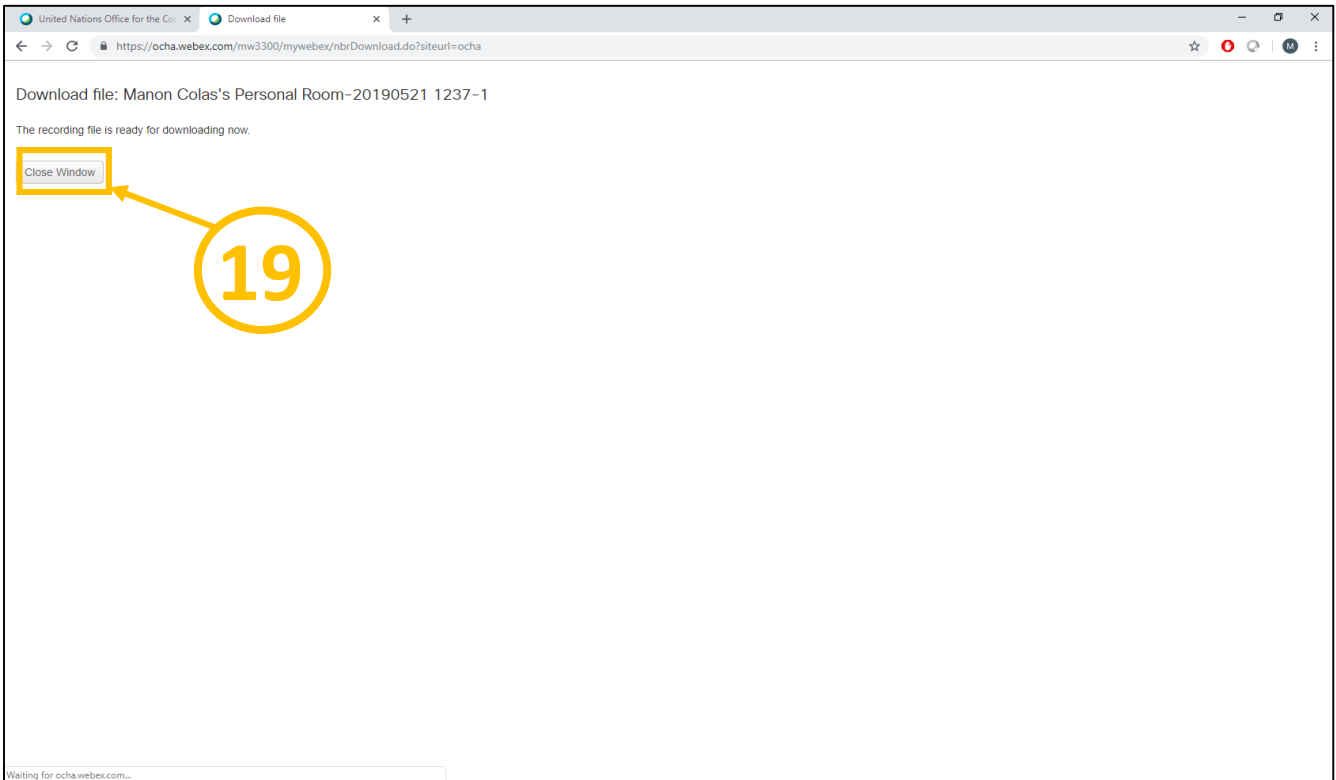 United Nations Office for the Coo
Download file
https://ocha.webex.com/mw3300/mywebex/nbrDownload.do?siteurl=ocha
M
Download file: Manon Colas's Personal Room-20190521 1237-1
The recording file is ready for downloading now.
Close Window
19
Waiting for ocha.webex.com...